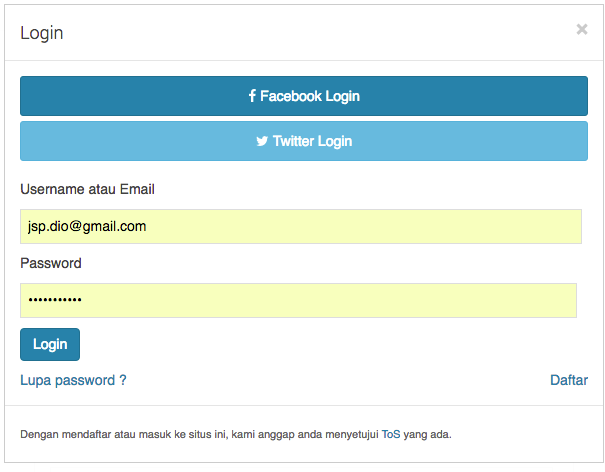 Login
Facebook Login
Twitter Login
Username atau Email
jsp.dio@gmail.com
Password
•••••••••••
Login
Lupa password ? Daftar
Dengan mendaftar atau masuk ke situs ini, kami anggap anda menyetujui ToS yang ada.